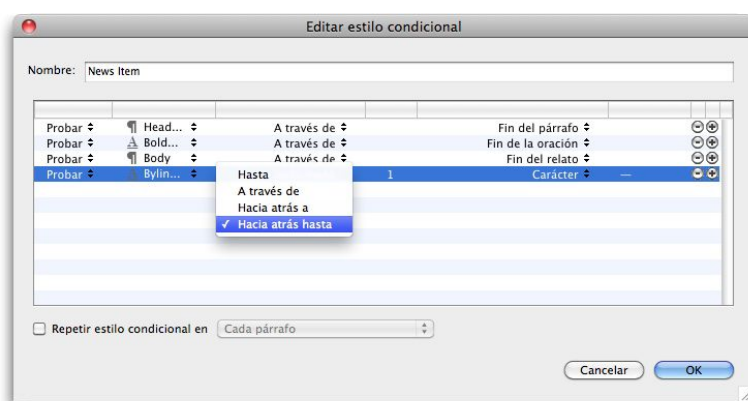 Editar estilo condicional
Nombre: News Item
Probar ¶ Head... A través de Fin del párrafo
Probar A Bold... A través de Fin de la oración
Probar ¶ Body A través de Fin del relato
Probar A Bylin... 1 Carácter —
Hasta
A través de
Hacia atrás a
✓ Hacia atrás hasta
Repetir estilo condicional en Cada párrafo
Cancelar OK